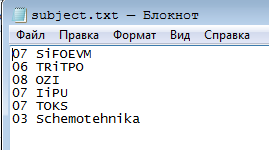 subject.txt — Блокнот
Файл Правка Формат Вид Справка
07 SiFOEVM
06 TRiTPO
08 OZI
07 IiPU
07 TOKS
03 Schemotehnika